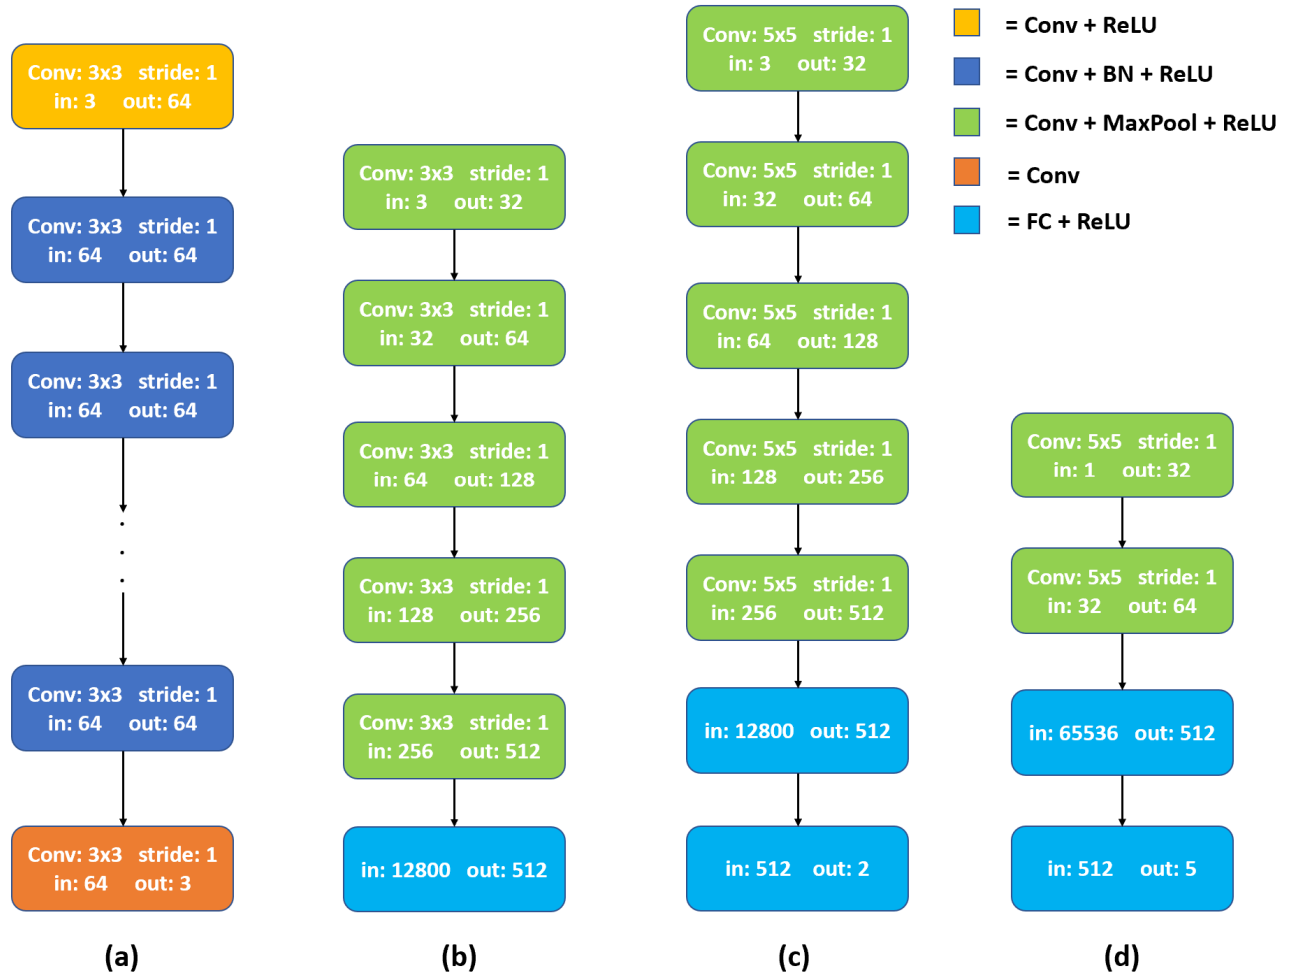 Conv: 3x3 stride: 1
in: 3 out: 64
Conv: 3x3 stride: 1
in: 64 out: 64
Conv: 3x3 stride: 1
in: 64 out: 64
.
.
.
Conv: 3x3 stride: 1
in: 64 out: 64
Conv: 3x3 stride: 1
in: 64 out: 3
(a)
Conv: 3x3 stride: 1
in: 3 out: 32
Conv: 3x3 stride: 1
in: 32 out: 64
Conv: 3x3 stride: 1
in: 64 out: 128
Conv: 3x3 stride: 1
in: 128 out: 256
Conv: 3x3 stride: 1
in: 256 out: 512
in: 12800 out: 512
(b)
Conv: 5x5 stride: 1
in: 3 out: 32
Conv: 5x5 stride: 1
in: 32 out: 64
Conv: 5x5 stride: 1
in: 64 out: 128
Conv: 5x5 stride: 1
in: 128 out: 256
Conv: 5x5 stride: 1
in: 256 out: 512
in: 12800 out: 512
in: 512 out: 2
(c)
Conv: 5x5 stride: 1
in: 1 out: 32
Conv: 5x5 stride: 1
in: 32 out: 64
in: 65536 out: 512
in: 512 out: 5
(d)
= Conv + ReLU
= Conv + BN + ReLU
= Conv + MaxPool + ReLU
= Conv
= FC + ReLU